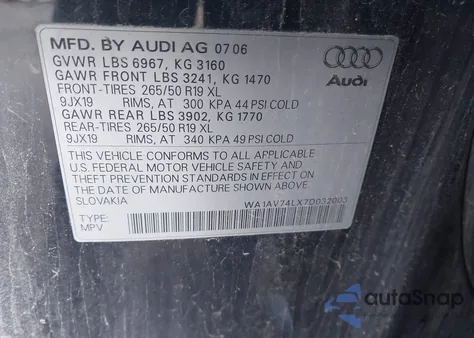 MFD. BY AUDI AG 07 06
GVWR LBS 6967, KG 3160
GAWR FRONT LBS 3241, KG 1470
FRONT-TIRES 265/50 R19 XL
9JX19 RIMS, AT 300 KPA 44 PSI COLD
GAWR REAR LBS 3902, KG 1770
REAR-TIRES 265/50 R19 XL
9JX19 RIMS, AT 340 KPA 49 PSI COLD
Audi
THIS VEHICLE CONFORMS TO ALL APPLICABLE
U.S. FEDERAL MOTOR VEHICLE SAFETY AND
THEFT PREVENTION STANDARDS IN EFFECT ON
THE DATE OF MANUFACTURE SHOWN ABOVE
SLOVAKIA WA1AV74LX7D032003
TYPE:
MPV
autoSnap